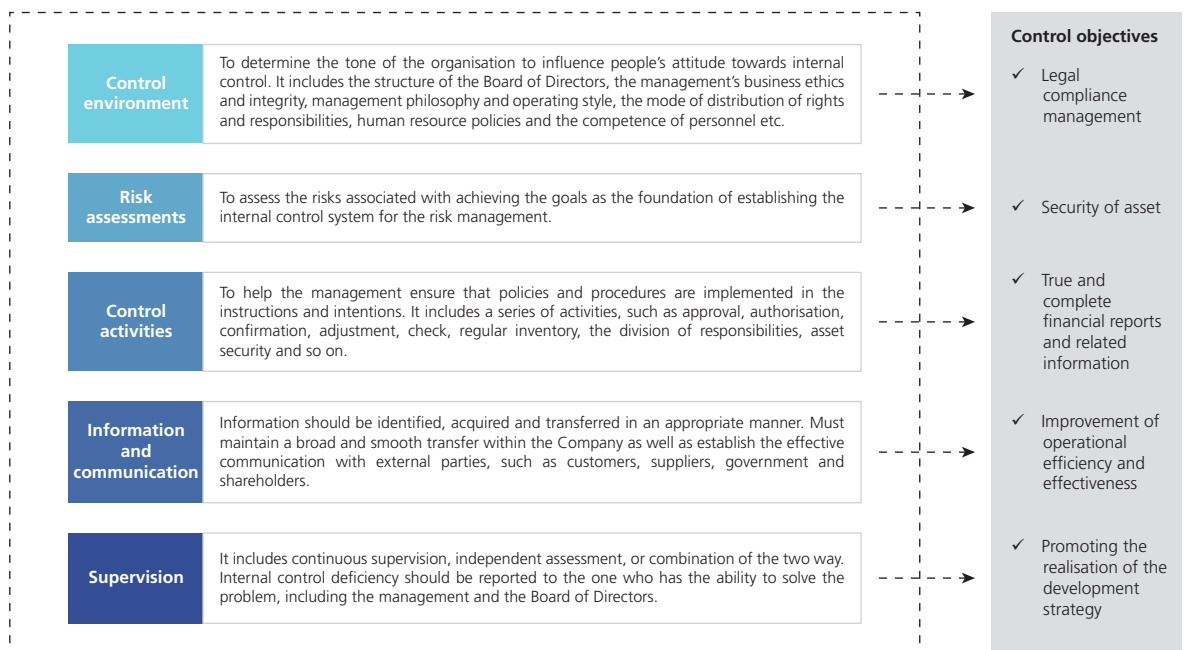 Control
environment
To determine the tone of the organisation to influence people's attitude towards internal
control. It includes the structure of the Board of Directors, the management's business ethics
and integrity, management philosophy and operating style, the mode of distribution of rights
and responsibilities, human resource policies and the competence of personnel etc.
Risk
assessments
To assess the risks associated with achieving the goals as the foundation of establishing the
internal control system for the risk management.
Control
activities
To help the management ensure that policies and procedures are implemented in the
instructions and intentions. It includes a series of activities, such as approval, authorisation,
confirmation, adjustment, check, regular inventory, the division of responsibilities, asset
security and so on.
Information
and
communication
Information should be identified, acquired and transferred in an appropriate manner. Must
maintain a broad and smooth transfer within the Company as well as establish the effective
communication with external parties, such as customers, suppliers, government and
shareholders.
Supervision
It includes continuous supervision, independent assessment, or combination of the two way.
Internal control deficiency should be reported to the one who has the ability to solve the
problem, including the management and the Board of Directors.
Control objectives
✓ Legal
compliance
management
✓ Security of asset
✓ True and
complete
financial reports
and related
information
✓ Improvement of
operational
efficiency and
effectiveness
✓ Promoting the
realisation of the
development
strategy